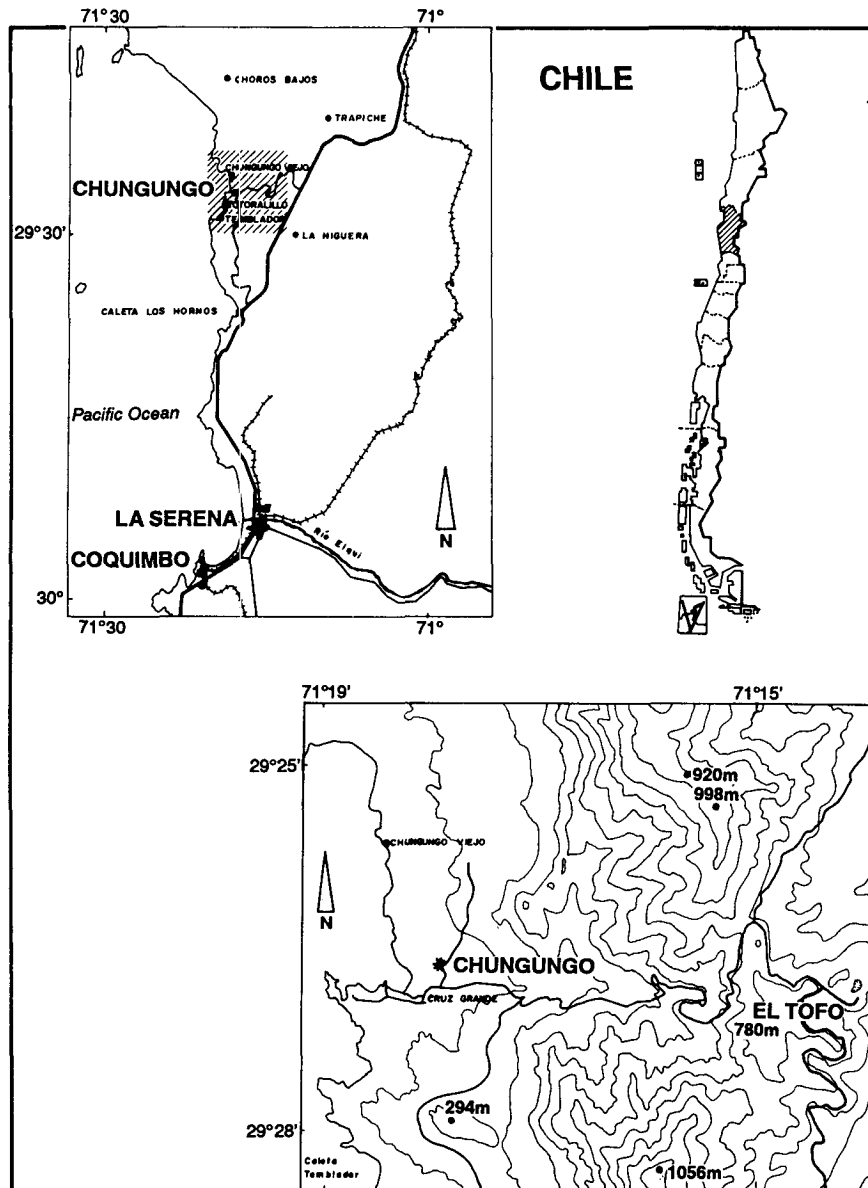 71°30'
71°
CHOROS BAJOS
TRAPICHE
CHUNGUNGO VIEJO
CHUNGUNGO
TOTORALILLO
TEMBLADOR
29°30'
LA HIGUERA
CALETA LOS HORNOS
Pacific Ocean
LA SERENA
Río Elqui
COQUIMBO
N
30°
71°30'
71°
CHILE
71°19'
71°15'
29°25'
920m
998m
CHUNGUNGO VIEJO
N
CHUNGUNGO
CRUZ GRANDE
EL TOFO
780m
294m
29°28'
Caleta
Temblador
1056m